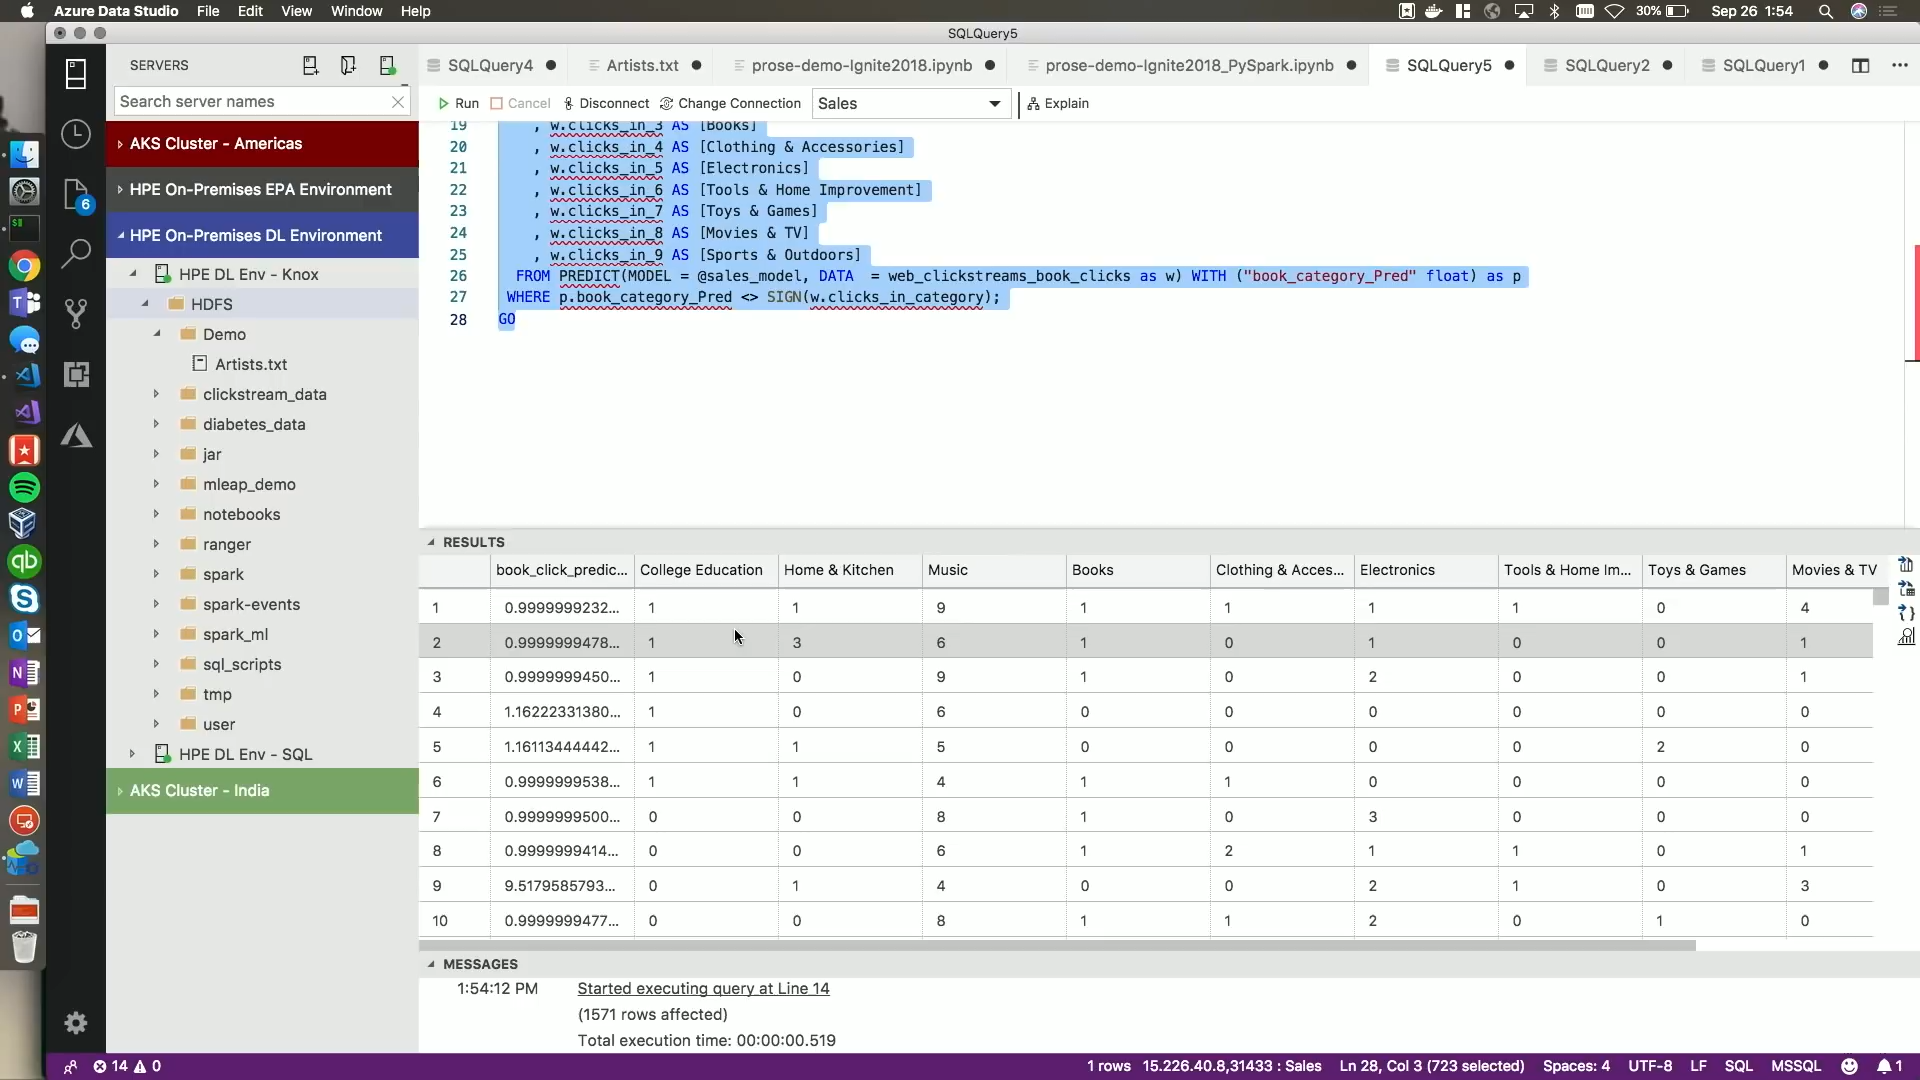 Azure Data Studio File Edit View Window Help 30% Sep 26 1:54
SQLQuery5
SERVERS
Search server names
AKS Cluster - Americas
HPE On-Premises EPA Environment
HPE On-Premises DL Environment
HPE DL Env - Knox
HDFS
Demo
Artists.txt
clickstream_data
diabetes_data
jar
mleap_demo
notebooks
ranger
spark
spark-events
spark_ml
sql_scripts
tmp
user
HPE DL Env - SQL
AKS Cluster - India
6
SQLQuery4 Artists.txt prose-demo-Ignite2018.ipynb prose-demo-Ignite2018_PySpark.ipynb SQLQuery5 SQLQuery2 SQLQuery1
Run Cancel Disconnect Change Connection Sales Explain
19 , w.clicks_in_3 AS [Books]
20 , w.clicks_in_4 AS [Clothing & Accessories]
21 , w.clicks_in_5 AS [Electronics]
22 , w.clicks_in_6 AS [Tools & Home Improvement]
23 , w.clicks_in_7 AS [Toys & Games]
24 , w.clicks_in_8 AS [Movies & TV]
25 , w.clicks_in_9 AS [Sports & Outdoors]
26 FROM PREDICT(MODEL = @sales_model, DATA = web_clickstreams_book_clicks as w) WITH ("book_category_Pred" float) as p
27 WHERE p.book_category_Pred <> SIGN(w.clicks_in_category);
28 GO
RESULTS
book_click_predic... College Education Home & Kitchen Music Books Clothing & Acces... Electronics Tools & Home Im... Toys & Games Movies & TV
1 0.9999999232... 1 1 9 1 1 1 1 0 4
2 0.9999999478... 1 3 6 1 0 1 0 0 1
3 0.9999999450... 1 0 9 1 0 2 0 0 1
4 1.16222331380... 1 0 6 0 0 0 0 0 0
5 1.16113444442... 1 1 5 0 0 0 0 2 0
6 0.9999999538... 1 1 4 1 1 0 0 0 0
7 0.9999999500... 0 0 8 1 0 3 0 0 0
8 0.9999999414... 0 0 6 1 2 1 1 0 1
9 9.5179585793... 0 1 4 0 0 2 1 0 3
10 0.9999999477... 0 0 8 1 1 2 0 1 0
MESSAGES
1:54:12 PM Started executing query at Line 14
(1571 rows affected)
Total execution time: 00:00:00.519
14 0 1 rows 15.226.40.8,31433 : Sales Ln 28, Col 3 (723 selected) Spaces: 4 UTF-8 LF SQL MSSQL 1